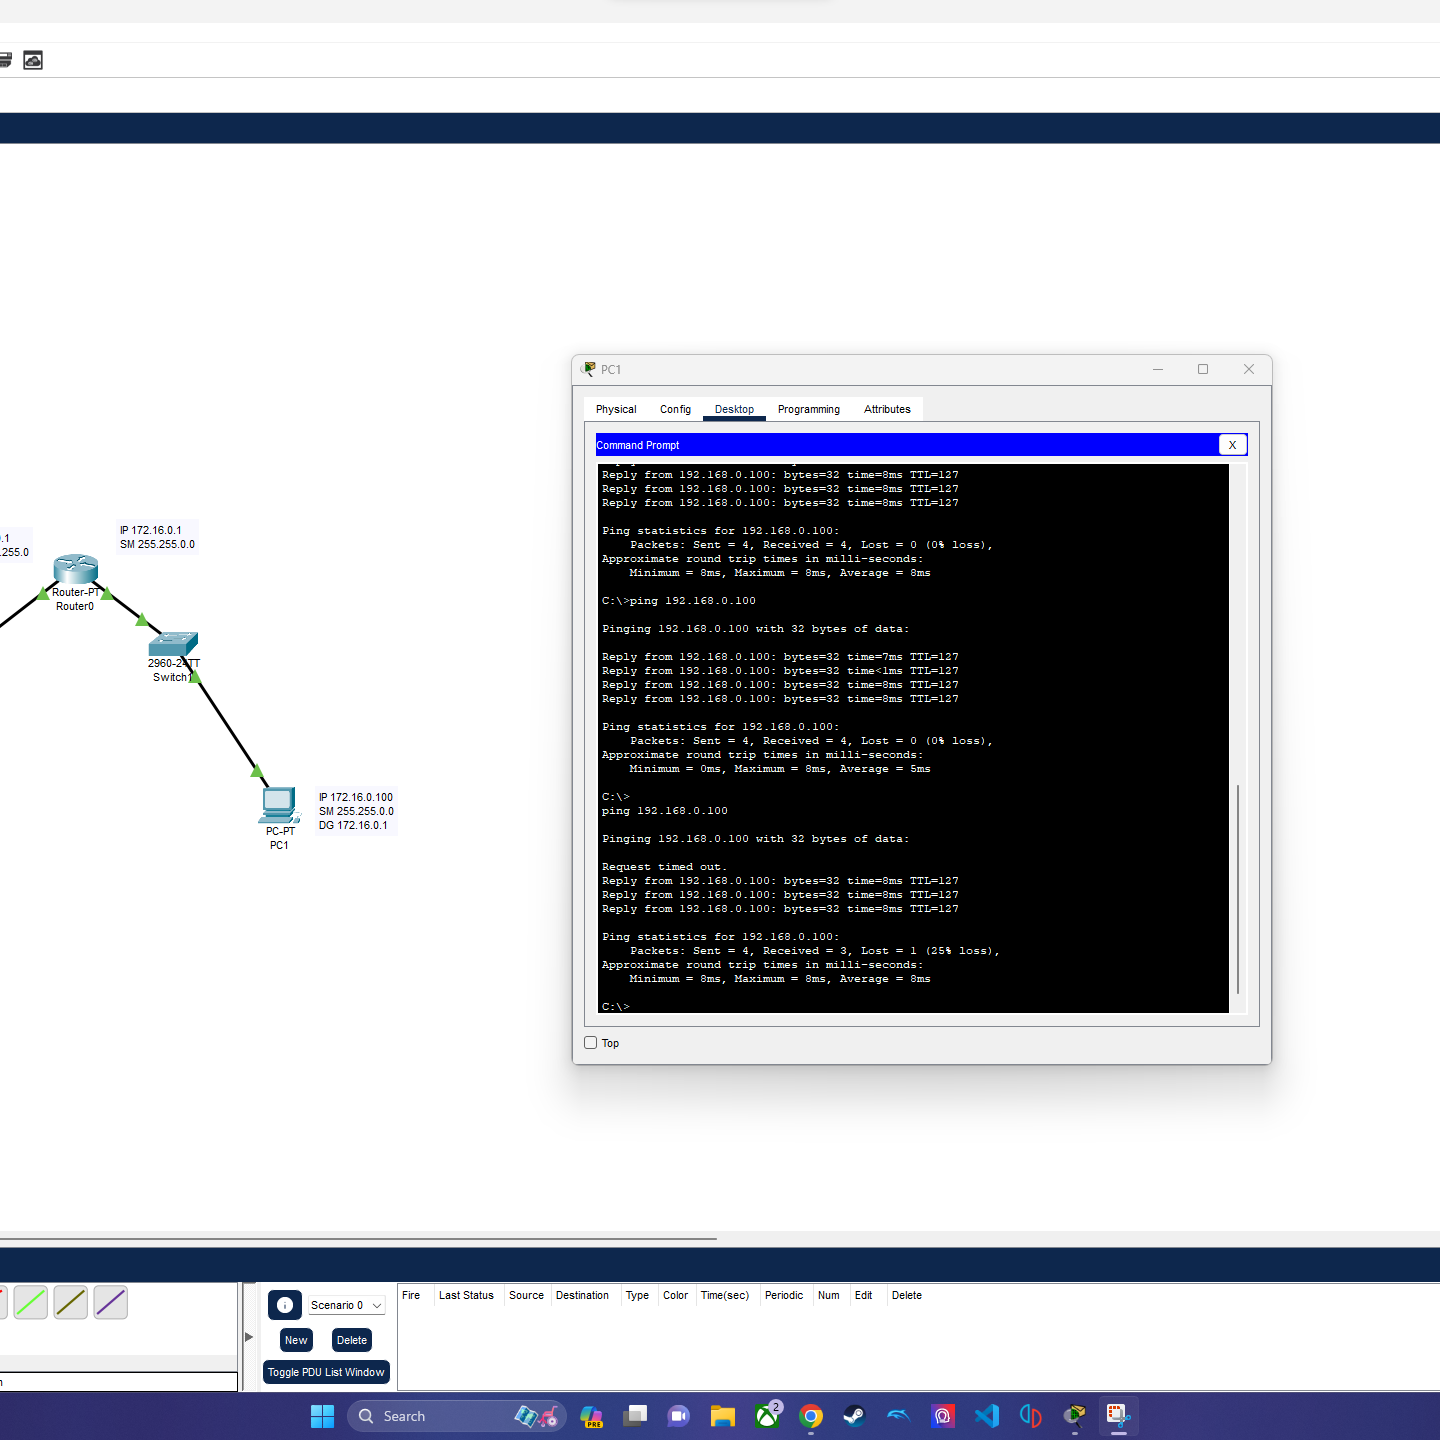 PC1
Physical Config Desktop Programming Attributes
Command Prompt X
Reply from 192.168.0.100: bytes=32 time=8ms TTL=127
Reply from 192.168.0.100: bytes=32 time=8ms TTL=127
Reply from 192.168.0.100: bytes=32 time=8ms TTL=127
Ping statistics for 192.168.0.100:
Packets: Sent = 4, Received = 4, Lost = 0 (0% loss),
Approximate round trip times in milli-seconds:
Minimum = 8ms, Maximum = 8ms, Average = 8ms
C:\>ping 192.168.0.100
Pinging 192.168.0.100 with 32 bytes of data:
Reply from 192.168.0.100: bytes=32 time=7ms TTL=127
Reply from 192.168.0.100: bytes=32 time<1ms TTL=127
Reply from 192.168.0.100: bytes=32 time=8ms TTL=127
Reply from 192.168.0.100: bytes=32 time=8ms TTL=127
Ping statistics for 192.168.0.100:
Packets: Sent = 4, Received = 4, Lost = 0 (0% loss),
Approximate round trip times in milli-seconds:
Minimum = 0ms, Maximum = 8ms, Average = 5ms
C:\>
ping 192.168.0.100
Pinging 192.168.0.100 with 32 bytes of data:
Request timed out.
Reply from 192.168.0.100: bytes=32 time=8ms TTL=127
Reply from 192.168.0.100: bytes=32 time=8ms TTL=127
Reply from 192.168.0.100: bytes=32 time=8ms TTL=127
Ping statistics for 192.168.0.100:
Packets: Sent = 4, Received = 3, Lost = 1 (25% loss),
Approximate round trip times in milli-seconds:
Minimum = 8ms, Maximum = 8ms, Average = 8ms
C:\>
Top
.1
.255.0
IP 172.16.0.1
SM 255.255.0.0
Router-PT
Router0
2960-24TT
Switch1
IP 172.16.0.100
SM 255.255.0.0
DG 172.16.0.1
PC-PT
PC1
Scenario 0
New Delete
Toggle PDU List Window
Fire Last Status Source Destination Type Color Time(sec) Periodic Num Edit Delete
Search
PRE
2